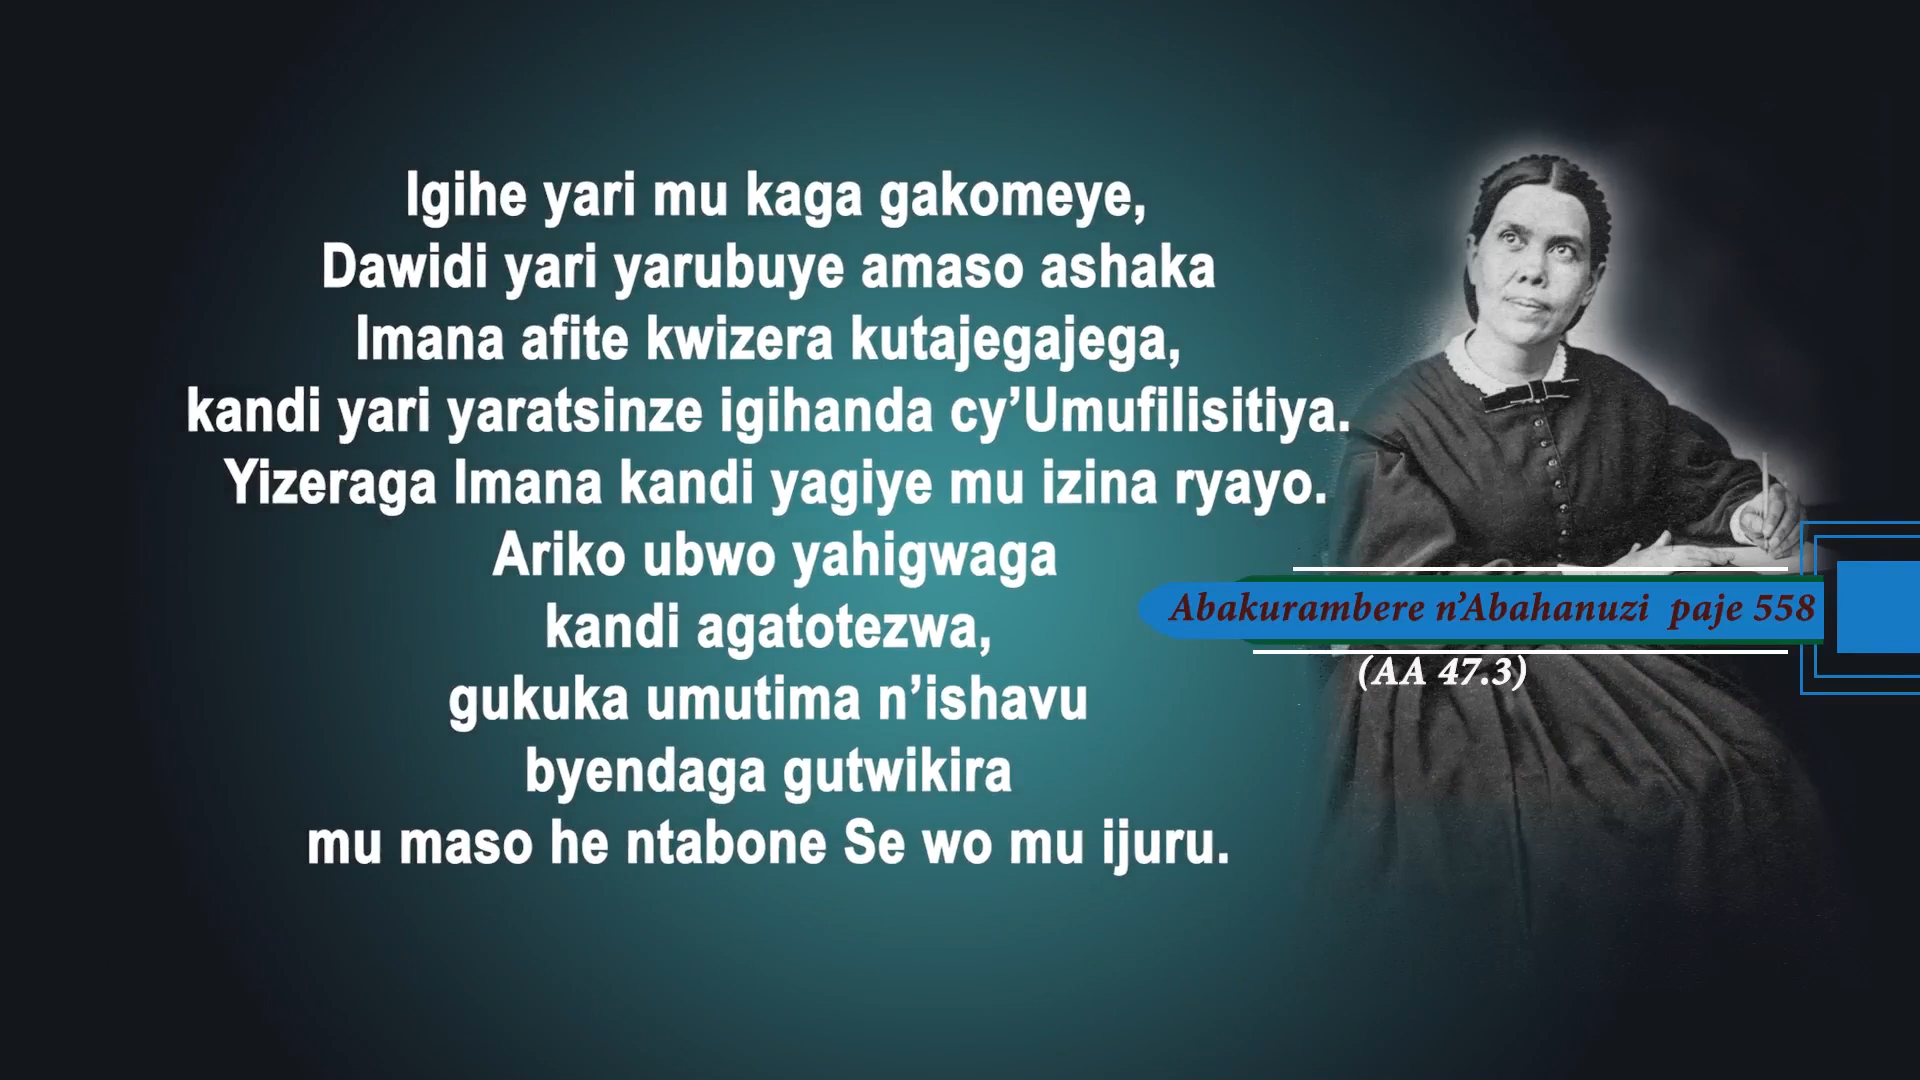 Igihe yari mu kaga gakomeye,
Dawidi yari yarubuye amaso ashaka
Imana afite kwizera kutajegajega,
kandi yari yaratsinze igihanda cy’Umufilisitiya.
Yizeraga Imana kandi yagiye mu izina ryayo.
Ariko ubwo yahigwaga
kandi agatotezwa,
gukuka umutima n’ishavu
byendaga gutwikira
mu maso he ntabone Se wo mu ijuru.
Abakurambere n’Abahanuzi paje 558
(AA 47.3)